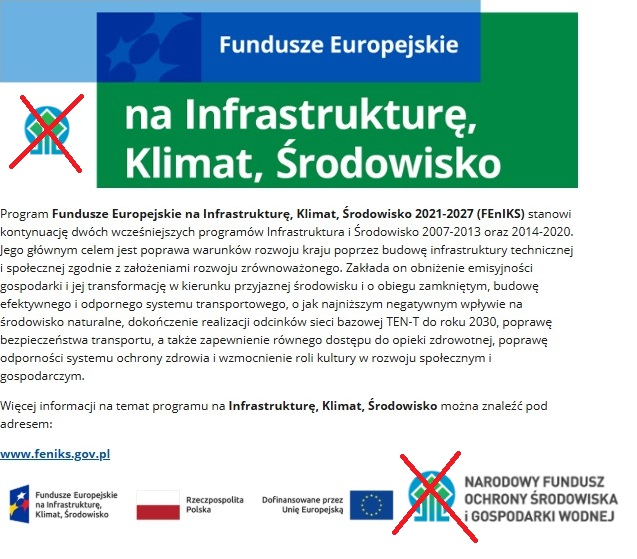 Fundusze Europejskie
na Infrastrukturę,
Klimat, Środowisko
Program Fundusze Europejskie na Infrastrukturę, Klimat, Środowisko 2021-2027 (FEnIKS) stanowi
kontynuację dwóch wcześniejszych programów Infrastruktura i Środowisko 2007-2013 oraz 2014-2020.
Jego głównym celem jest poprawa warunków rozwoju kraju poprzez budowę infrastruktury technicznej
i społecznej zgodnie z założeniami rozwoju zrównoważonego. Zakłada on obniżenie emisyjności
gospodarki i jej transformację w kierunku przyjaznej środowisku i o obiegu zamkniętym, budowę
efektywnego i odpornego systemu transportowego, o jak najniższym negatywnym wpływie na
środowisko naturalne, dokończenie realizacji odcinków sieci bazowej TEN-T do roku 2030, poprawę
bezpieczeństwa transportu, a także zapewnienie równego dostępu do opieki zdrowotnej, poprawę
odporności systemu ochrony zdrowia i wzmocnienie roli kultury w rozwoju społecznym i
gospodarczym.
Więcej informacji na temat programu na Infrastrukturę, Klimat, Środowisko można znaleźć pod
adresem:
www.feniks.gov.pl
Fundusze Europejskie
na Infrastrukturę,
Klimat, Środowisko
Rzeczpospolita
Polska
Dofinansowane przez
Unię Europejską
NARODOWY FUNDUSZ
OCHRONY ŚRODOWISKA
i GOSPODARKI WODNEJ